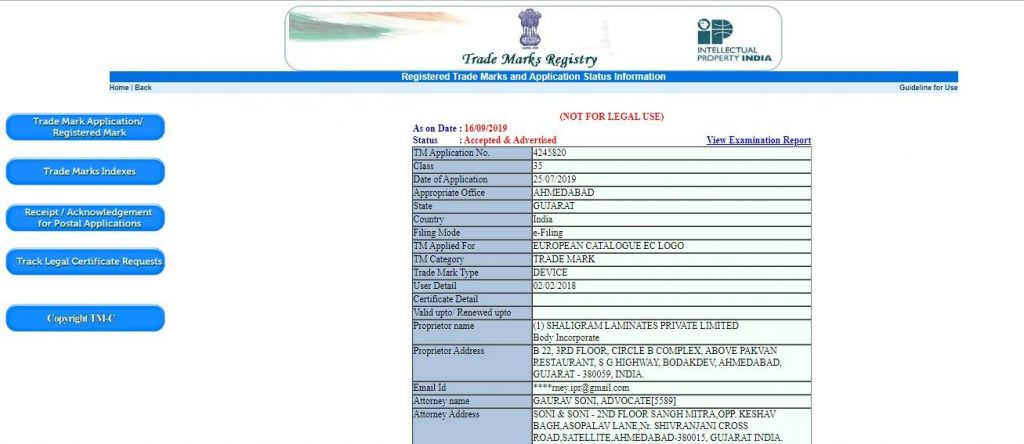 Trade Marks Registry
INTELLECTUAL
PROPERTY INDIA
Registered Trade Marks and Application Status Information
Home | Back
Guideline for Use
Trade Mark Application/
Registered Mark
Trade Marks Indexes
Receipt / Acknowledgement
for Postal Applications
Track Legal Certificate Requests
Copyright TM-C
(NOT FOR LEGAL USE)
As on Date : 16/09/2019
Status : Accepted & Advertised View Examination Report
TM Application No. 4245820
Class 35
Date of Application 25/07/2019
Appropriate Office AHMEDABAD
State GUJARAT
Country India
Filing Mode e-Filing
TM Applied For EUROPEAN CATALOGUE EC LOGO
TM Category TRADE MARK
Trade Mark Type DEVICE
User Detail 02/02/2018
Certificate Detail
Valid upto/ Renewed upto
Proprietor name (1) SHALIGRAM LAMINATES PRIVATE LIMITED
Body Incorporate
Proprietor Address B 22, 3RD FLOOR, CIRCLE B COMPLEX, ABOVE PAKVAN
RESTAURANT, S G HIGHWAY, BODAKDEV, AHMEDABAD,
GUJARAT - 380059, INDIA.
Email Id ****rney.ipr@gmail.com
Attorney name GAURAV SONI, ADVOCATE[5589]
Attorney Address SONI & SONI - 2ND FLOOR SANGH MITRA,OPP. KESHAV
BAGH,ASOPALAV LANE,Nr. SHIVRANJANI CROSS
ROAD,SATELLITE,AHMEDABAD-380015, GUJARAT INDIA.